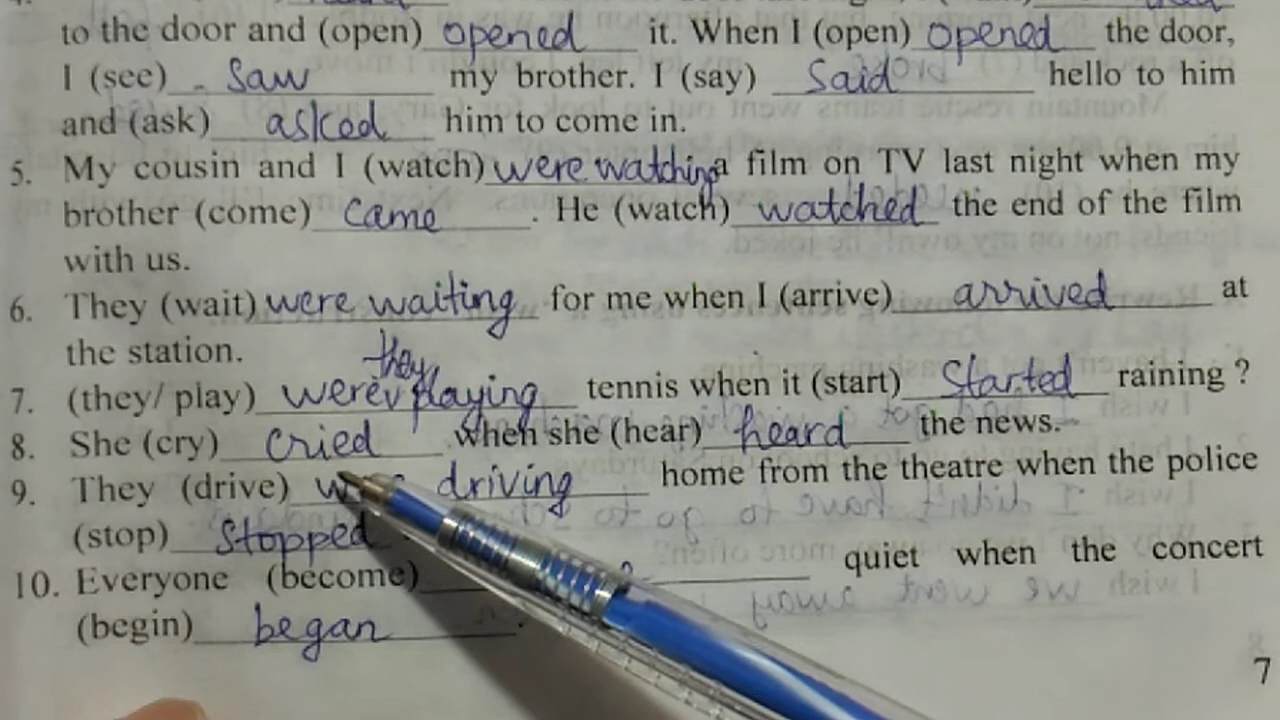 to the door and (open) opened it. When I (open) opened the door,
I (see) saw my brother. I (say) said hello to him
and (ask) asked him to come in.
5. My cousin and I (watch) were watching a film on TV last night when my
brother (come) came . He (watch) watched the end of the film
with us.
6. They (wait) were waiting for me when I (arrive) arrived at
the station.
they
7. (they/ play) were playing tennis when it (start) started raining ?
8. She (cry) cried when she (hear) heard the news.
9. They (drive) driving home from the theatre when the police
(stop) stopped .
10. Everyone (become) quiet when the concert
(begin) began .
7